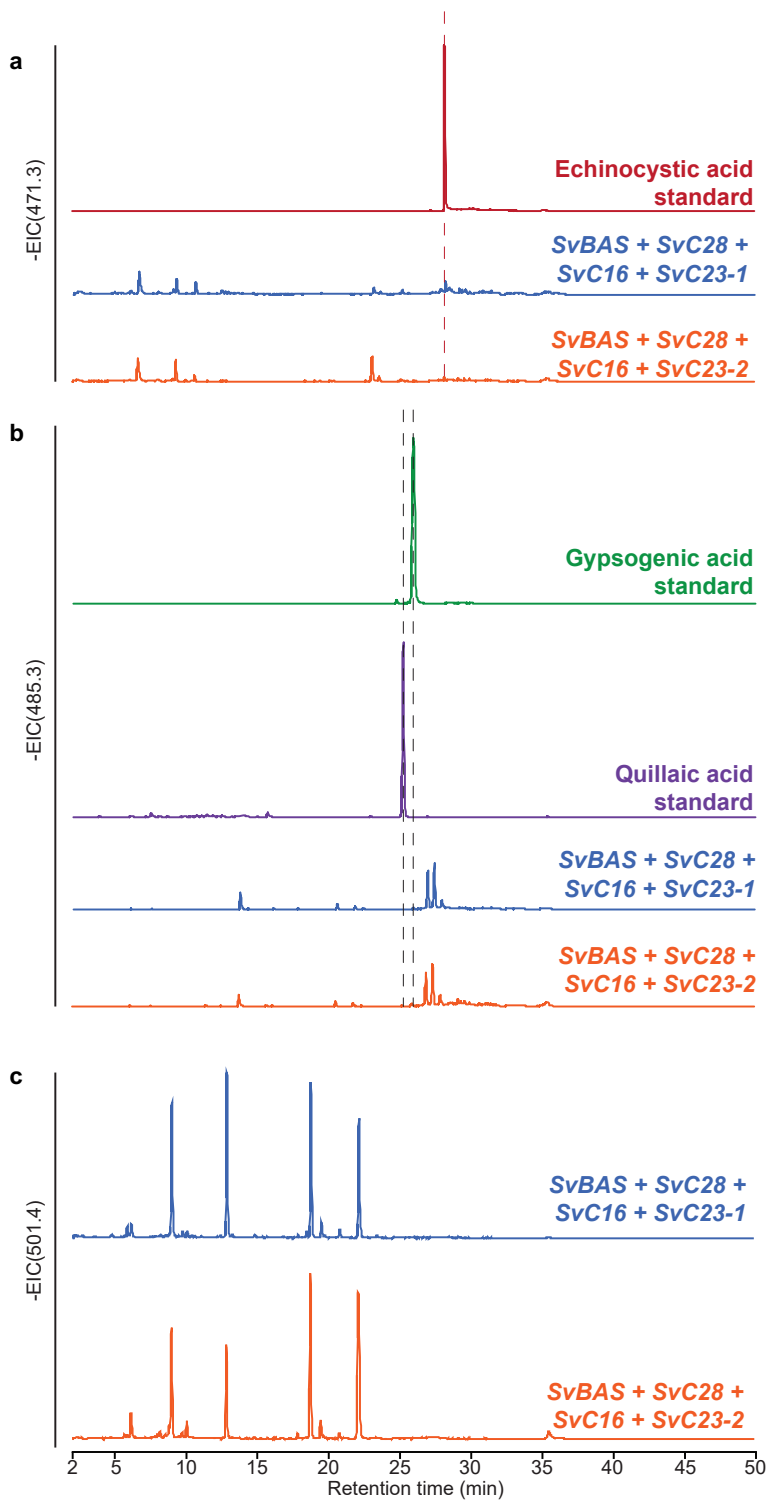 a
-EIC(471.3)
Echinocystic acid
standard
SvBAS + SvC28 +
SvC16 + SvC23-1
SvBAS + SvC28 +
SvC16 + SvC23-2
b
-EIC(485.3)
Gypsogenic acid
standard
Quillaic acid
standard
SvBAS + SvC28 +
SvC16 + SvC23-1
SvBAS + SvC28 +
SvC16 + SvC23-2
c
-EIC(501.4)
SvBAS + SvC28 +
SvC16 + SvC23-1
SvBAS + SvC28 +
SvC16 + SvC23-2
2 5 10 15 20 25 30 35 40 45 50
Retention time (min)